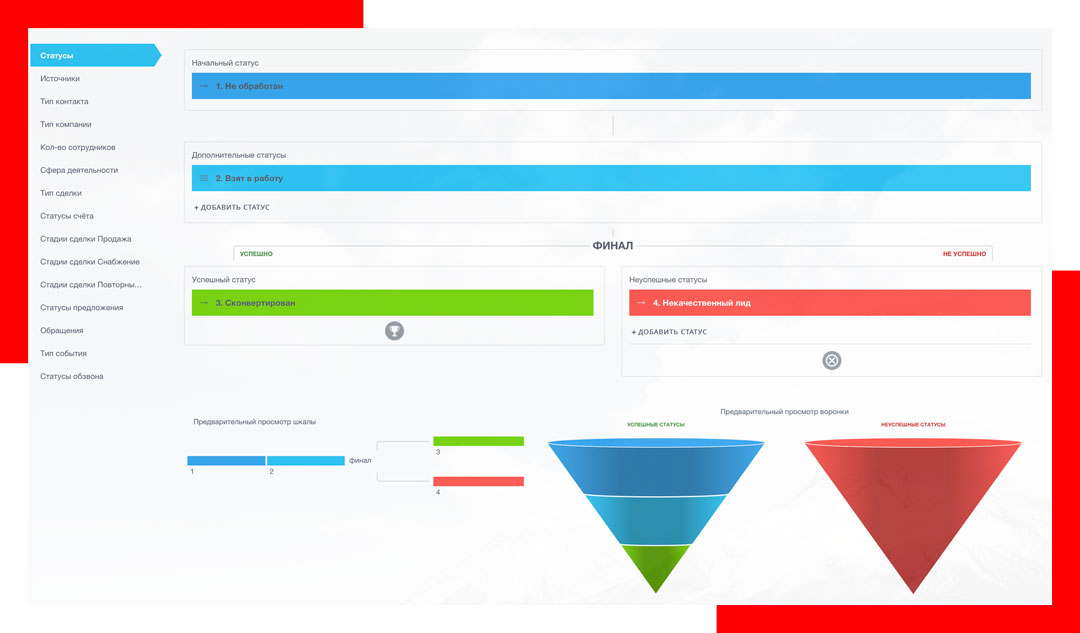 Статусы
Источники
Тип контакта
Тип компании
Кол-во сотрудников
Сфера деятельности
Тип сделки
Статусы счёта
Стадии сделки Продажа
Стадии сделки Снабжение
Стадии сделки Повторны...
Статусы предложения
Обращения
Тип события
Статусы обзвона
Начальный статус
1. Не обработан
Дополнительные статусы
2. Взят в работу
+ ДОБАВИТЬ СТАТУС
ФИНАЛ
УСПЕШНО
НЕ УСПЕШНО
Успешный статус
3. Сконвертирован
Неуспешные статусы
4. Некачественный лид
+ ДОБАВИТЬ СТАТУС
Предварительный просмотр шкалы
1
2
финал
3
4
Предварительный просмотр воронки
УСПЕШНЫЕ СТАТУСЫ
НЕУСПЕШНЫЕ СТАТУСЫ